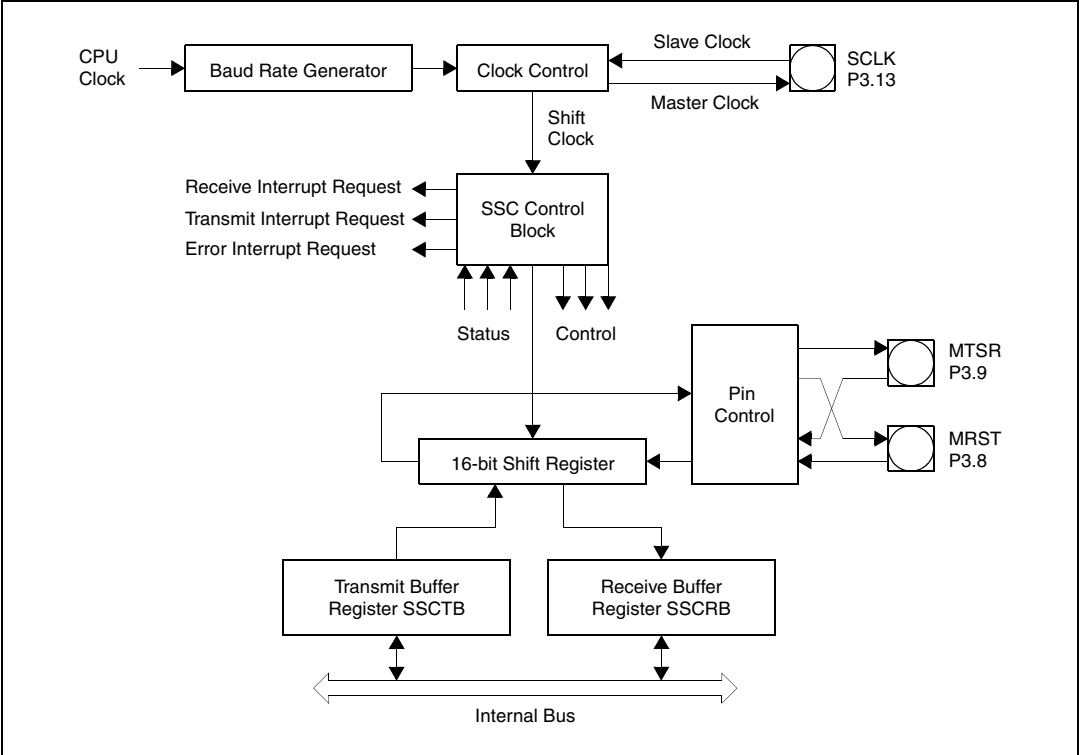 CPU
Clock
Baud Rate Generator
Clock Control
Slave Clock
Master Clock
SCLK
P3.13
Shift
Clock
Receive Interrupt Request
Transmit Interrupt Request
Error Interrupt Request
SSC Control
Block
Status
Control
Pin
Control
MTSR
P3.9
MRST
P3.8
16-bit Shift Register
Transmit Buffer
Register SSCTB
Receive Buffer
Register SSCRB
Internal Bus